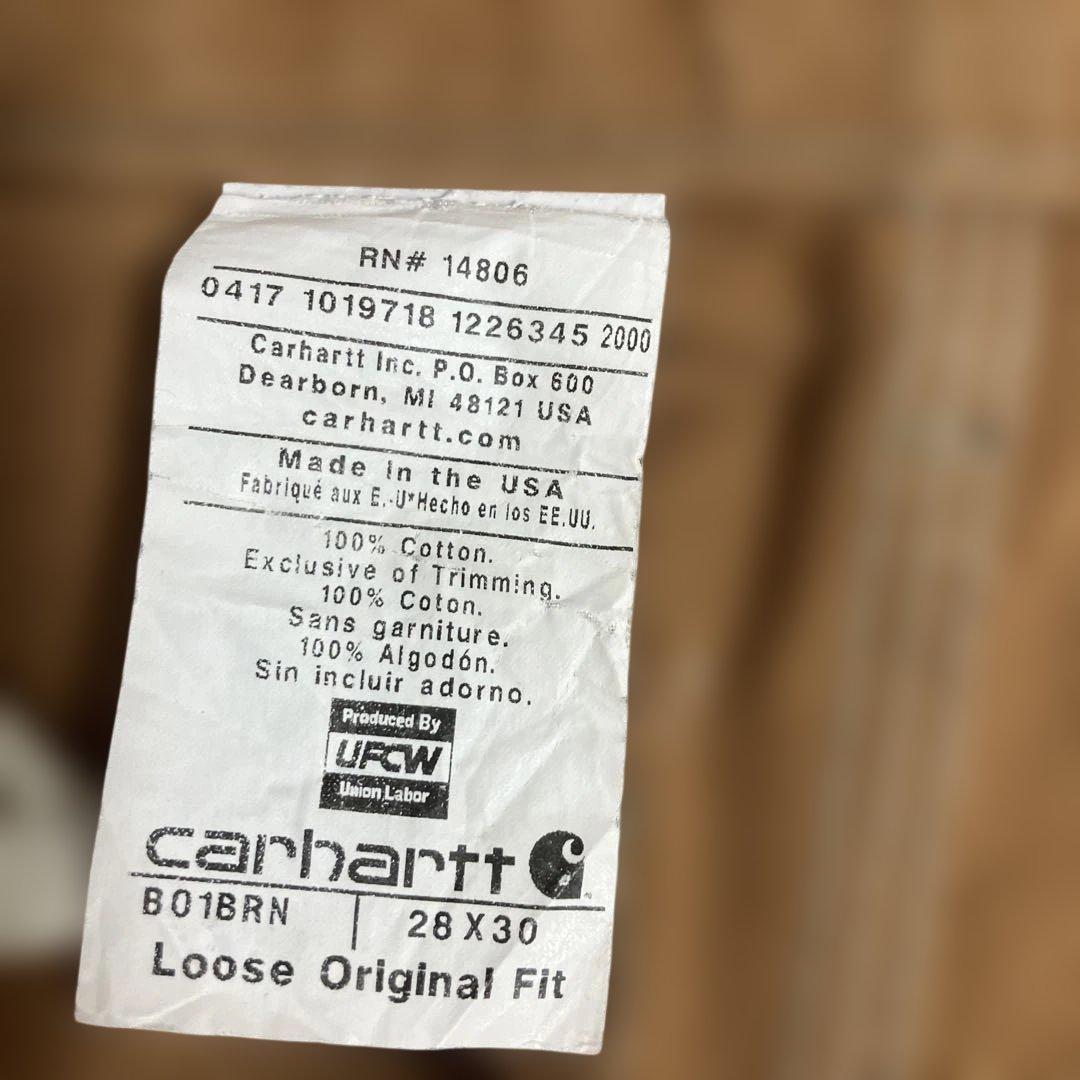 RN# 14806
0417 1019718 1226345 2000
Carhartt Inc. P.O. Box 600
Dearborn, MI 48121 USA
carhartt.com
Made in the USA
Fabriqué aux E.-U*Hecho en los EE.UU.
100% Cotton.
Exclusive of Trimming.
100% Coton.
Sans garniture.
100% Algodón.
Sin incluir adorno.
Produced By
UFCW
Union Labor
carhartt
B01BRN | 28X30
Loose Original Fit